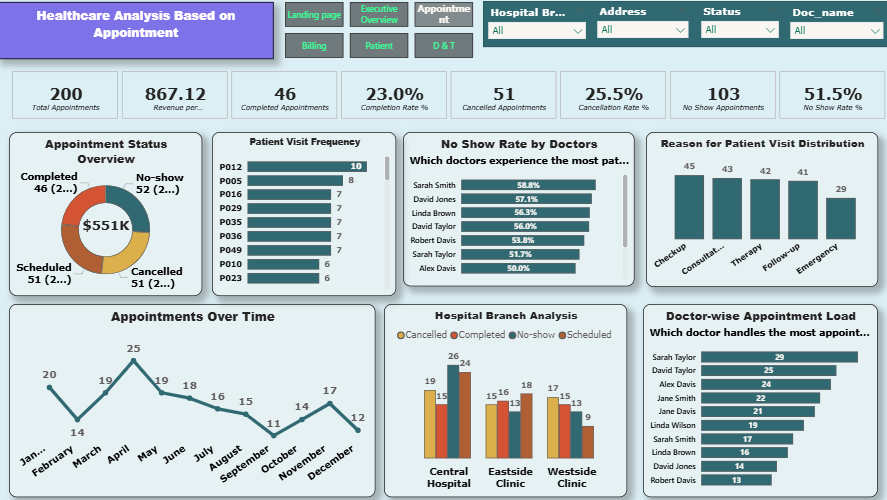 Healthcare Analysis Based on
Appointment
Landing page
Executive
Overview
Appointme
nt
Billing
Patient
D & T
Hospital Br...
Address
Status
Doc_name
All
All
All
All
200
Total Appointments
867.12
Revenue per...
46
Completed Appointments
23.0%
Completion Rate %
51
Cancelled Appointments
25.5%
Cancellation Rate %
103
No Show Appointments
51.5%
No Show Rate %
Appointment Status
Overview
Completed
46 (2...)
No-show
52 (2...)
$551K
Scheduled
51 (2...)
Cancelled
51 (2...)
Patient Visit Frequency
P012 10
P005 8
P016 7
P029 7
P035 7
P036 7
P049 7
P010 6
P023 6
No Show Rate by Doctors
Which doctors experience the most pat...
Sarah Smith 58.8%
David Jones 57.1%
Linda Brown 56.3%
David Taylor 56.0%
Robert Davis 53.8%
Sarah Taylor 51.7%
Alex Davis 50.0%
Reason for Patient Visit Distribution
45 43 42 41 29
Checkup Consultat... Therapy Follow-up Emergency
Appointments Over Time
20 14 19 25 19 18 16 15 11 14 17 12
Jan... February March April May June July August September October November December
Hospital Branch Analysis
Cancelled Completed No-show Scheduled
19 15 26 24 15 16 13 18 17 15 13 9
Central
Hospital
Eastside
Clinic
Westside
Clinic
Doctor-wise Appointment Load
Which doctor handles the most appoint...
Sarah Taylor 29
David Taylor 25
Alex Davis 24
Jane Smith 22
Jane Davis 21
Linda Wilson 19
Sarah Smith 17
Linda Brown 16
David Jones 14
Robert Davis 13